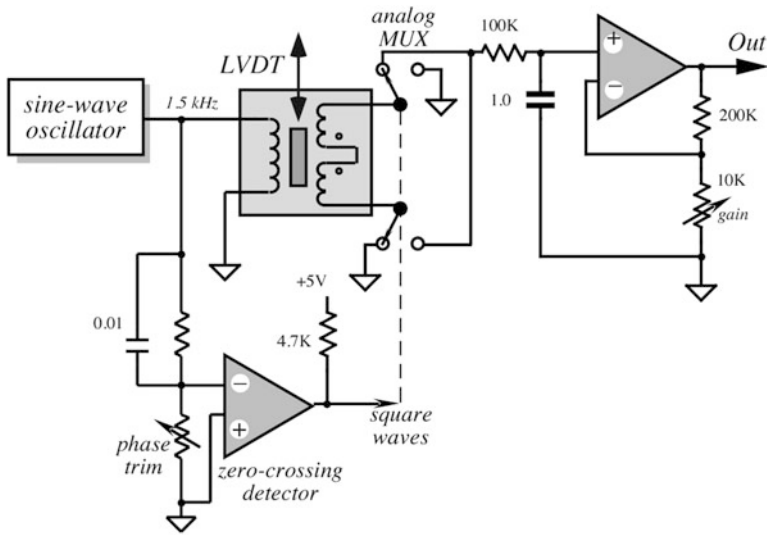 analog
MUX
100K
Out
LVDT
sine-wave
oscillator
1.5 kHz
+
−
1.0
200K
10K
gain
+5V
0.01
4.7K
−
+
phase
trim
square
waves
zero-crossing
detector